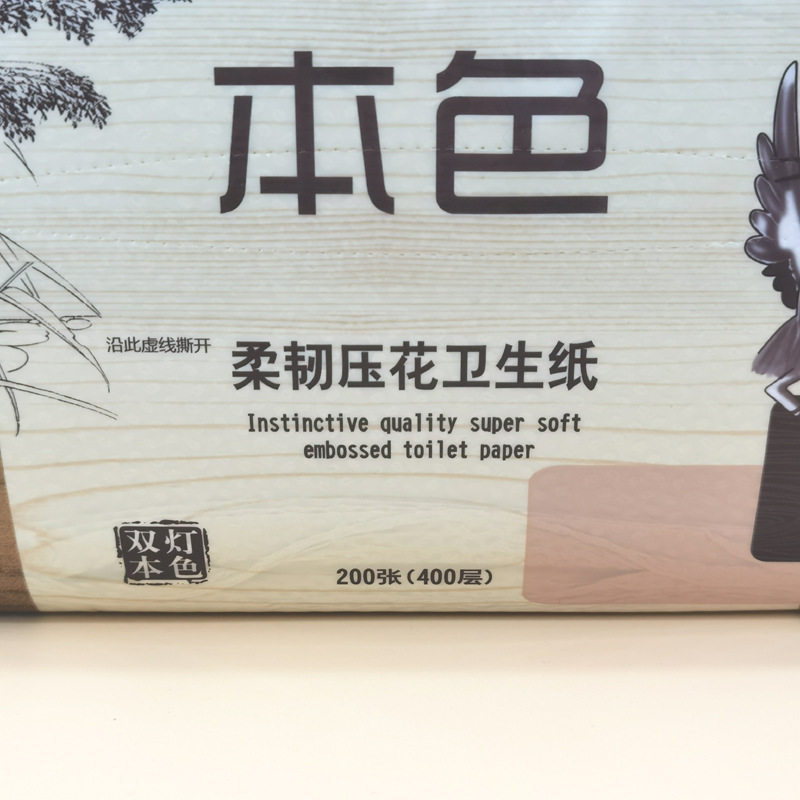 本色
沿此虚线撕开
柔韧压花卫生纸
Instinctive quality super soft
embossed toilet paper
双灯
本色
200张(400层)